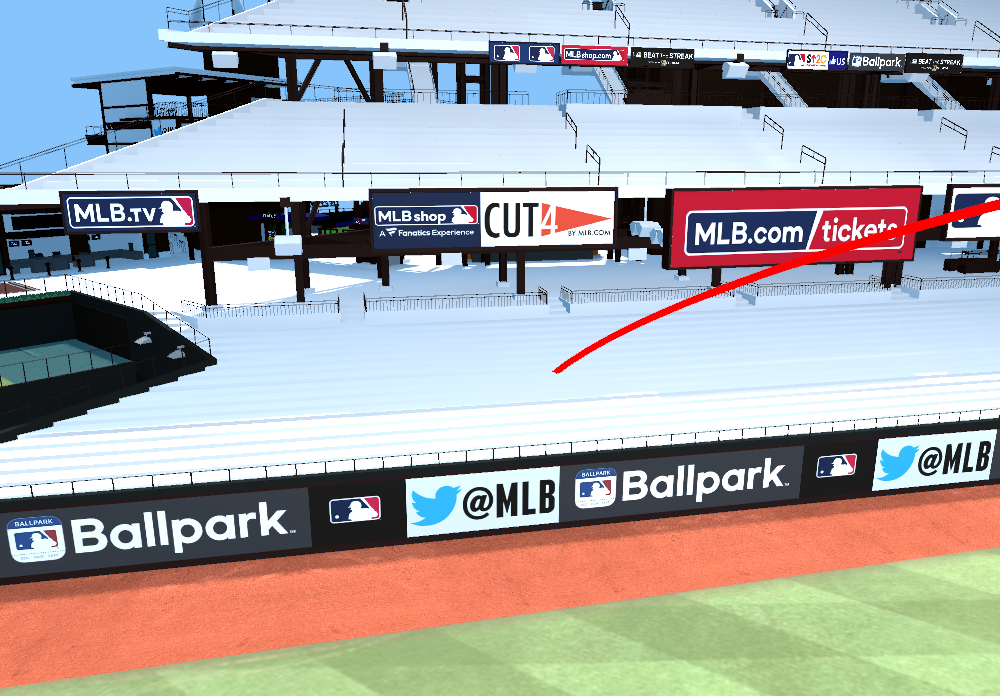 MLBshop.com
BEAT THE STREAK
Ballpark
BEAT THE STREAK
MLB.TV
MLB shop
A Fanatics Experience
CUT4
BY MLB.COM
MLB.com/tickets
BALLPARK
Ballpark
@MLB
BALLPARK
Ballpark
@MLB